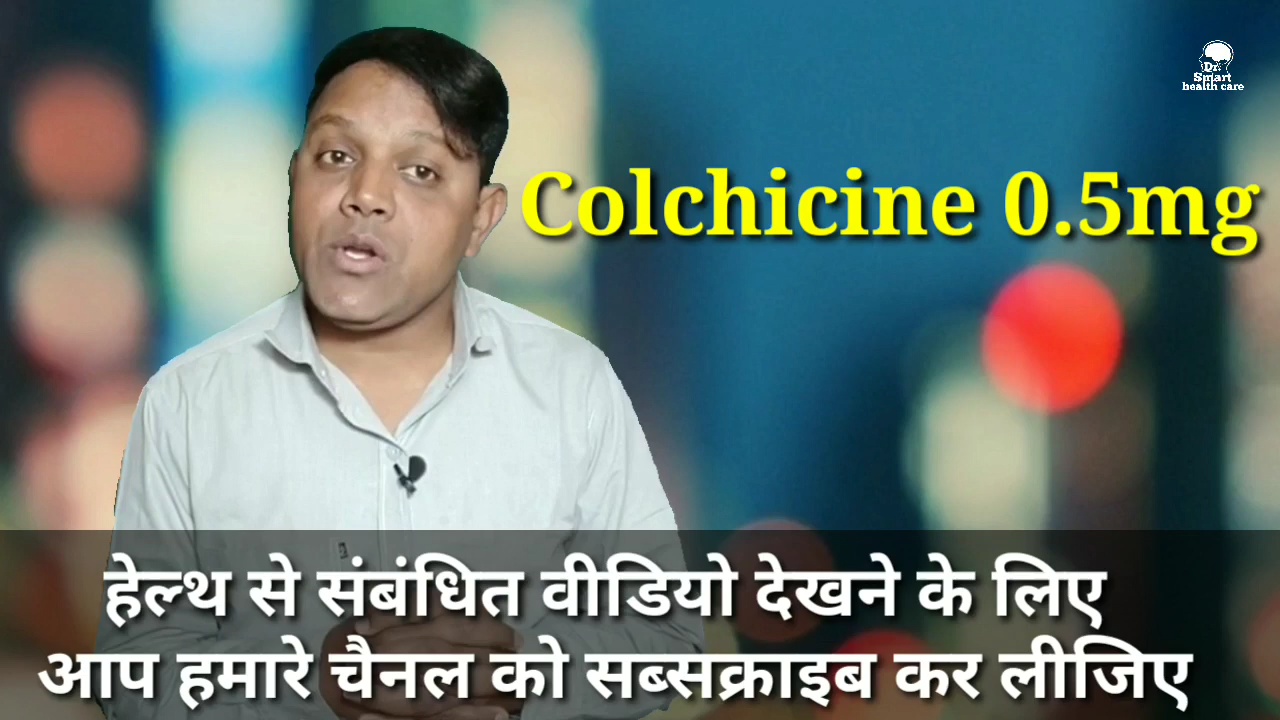 Dr.
Smart
health care
Colchicine 0.5mg
हेल्थ से संबंधित वीडियो देखने के लिए
आप हमारे चैनल को सब्सक्राइब कर लीजिए